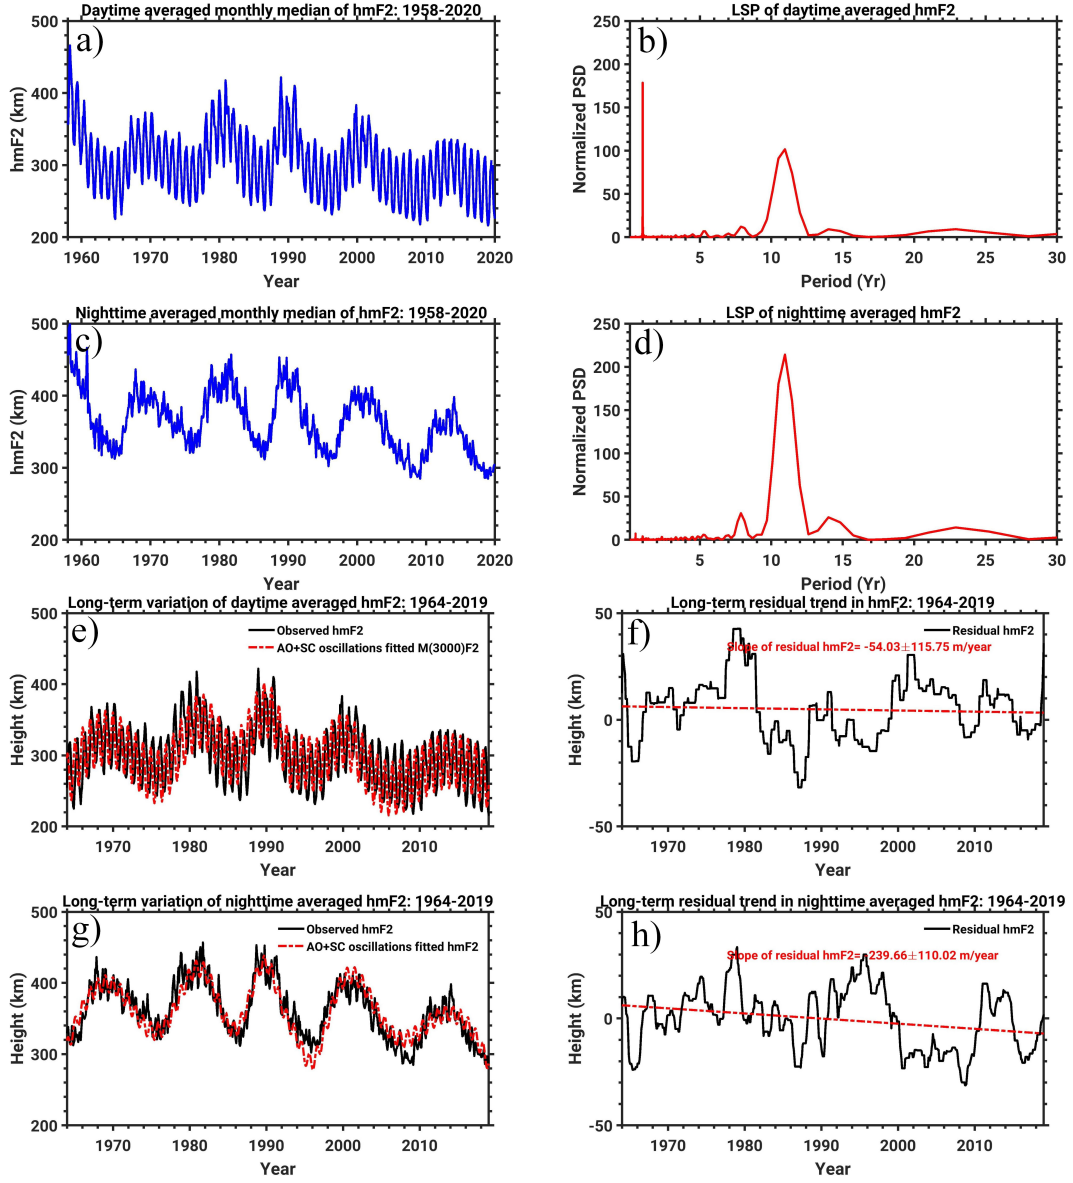 Daytime averaged monthly median of hmF2: 1958-2020
a)
500
400
300
200
hmF2 (km)
1960 1970 1980 1990 2000 2010 2020
Year
LSP of daytime averaged hmF2
b)
250
200
150
100
50
0
Normalized PSD
5 10 15 20 25 30
Period (Yr)
Nighttime averaged monthly median of hmF2: 1958-2020
c)
500
400
300
200
hmF2 (km)
1960 1970 1980 1990 2000 2010 2020
Year
LSP of nighttime averaged hmF2
d)
250
200
150
100
50
0
Normalized PSD
5 10 15 20 25 30
Period (Yr)
Long-term variation of daytime averaged hmF2: 1964-2019
e)
Observed hmF2
AO+SC oscillations fitted M(3000)F2
500
400
300
200
Height (km)
1970 1980 1990 2000 2010
Year
Long-term residual trend in hmF2: 1964-2019
f)
Residual hmF2
Slope of residual hmF2= -54.03±115.75 m/year
50
0
-50
Height (km)
1970 1980 1990 2000 2010
Year
Long-term variation of nighttime averaged hmF2: 1964-2019
g)
Observed hmF2
AO+SC oscillations fitted hmF2
500
400
300
200
Height (km)
1970 1980 1990 2000 2010
Year
Long-term residual trend in nighttime averaged hmF2: 1964-2019
h)
Residual hmF2
Slope of residual hmF2= -239.66±110.02 m/year
50
0
-50
Height (km)
1970 1980 1990 2000 2010
Year